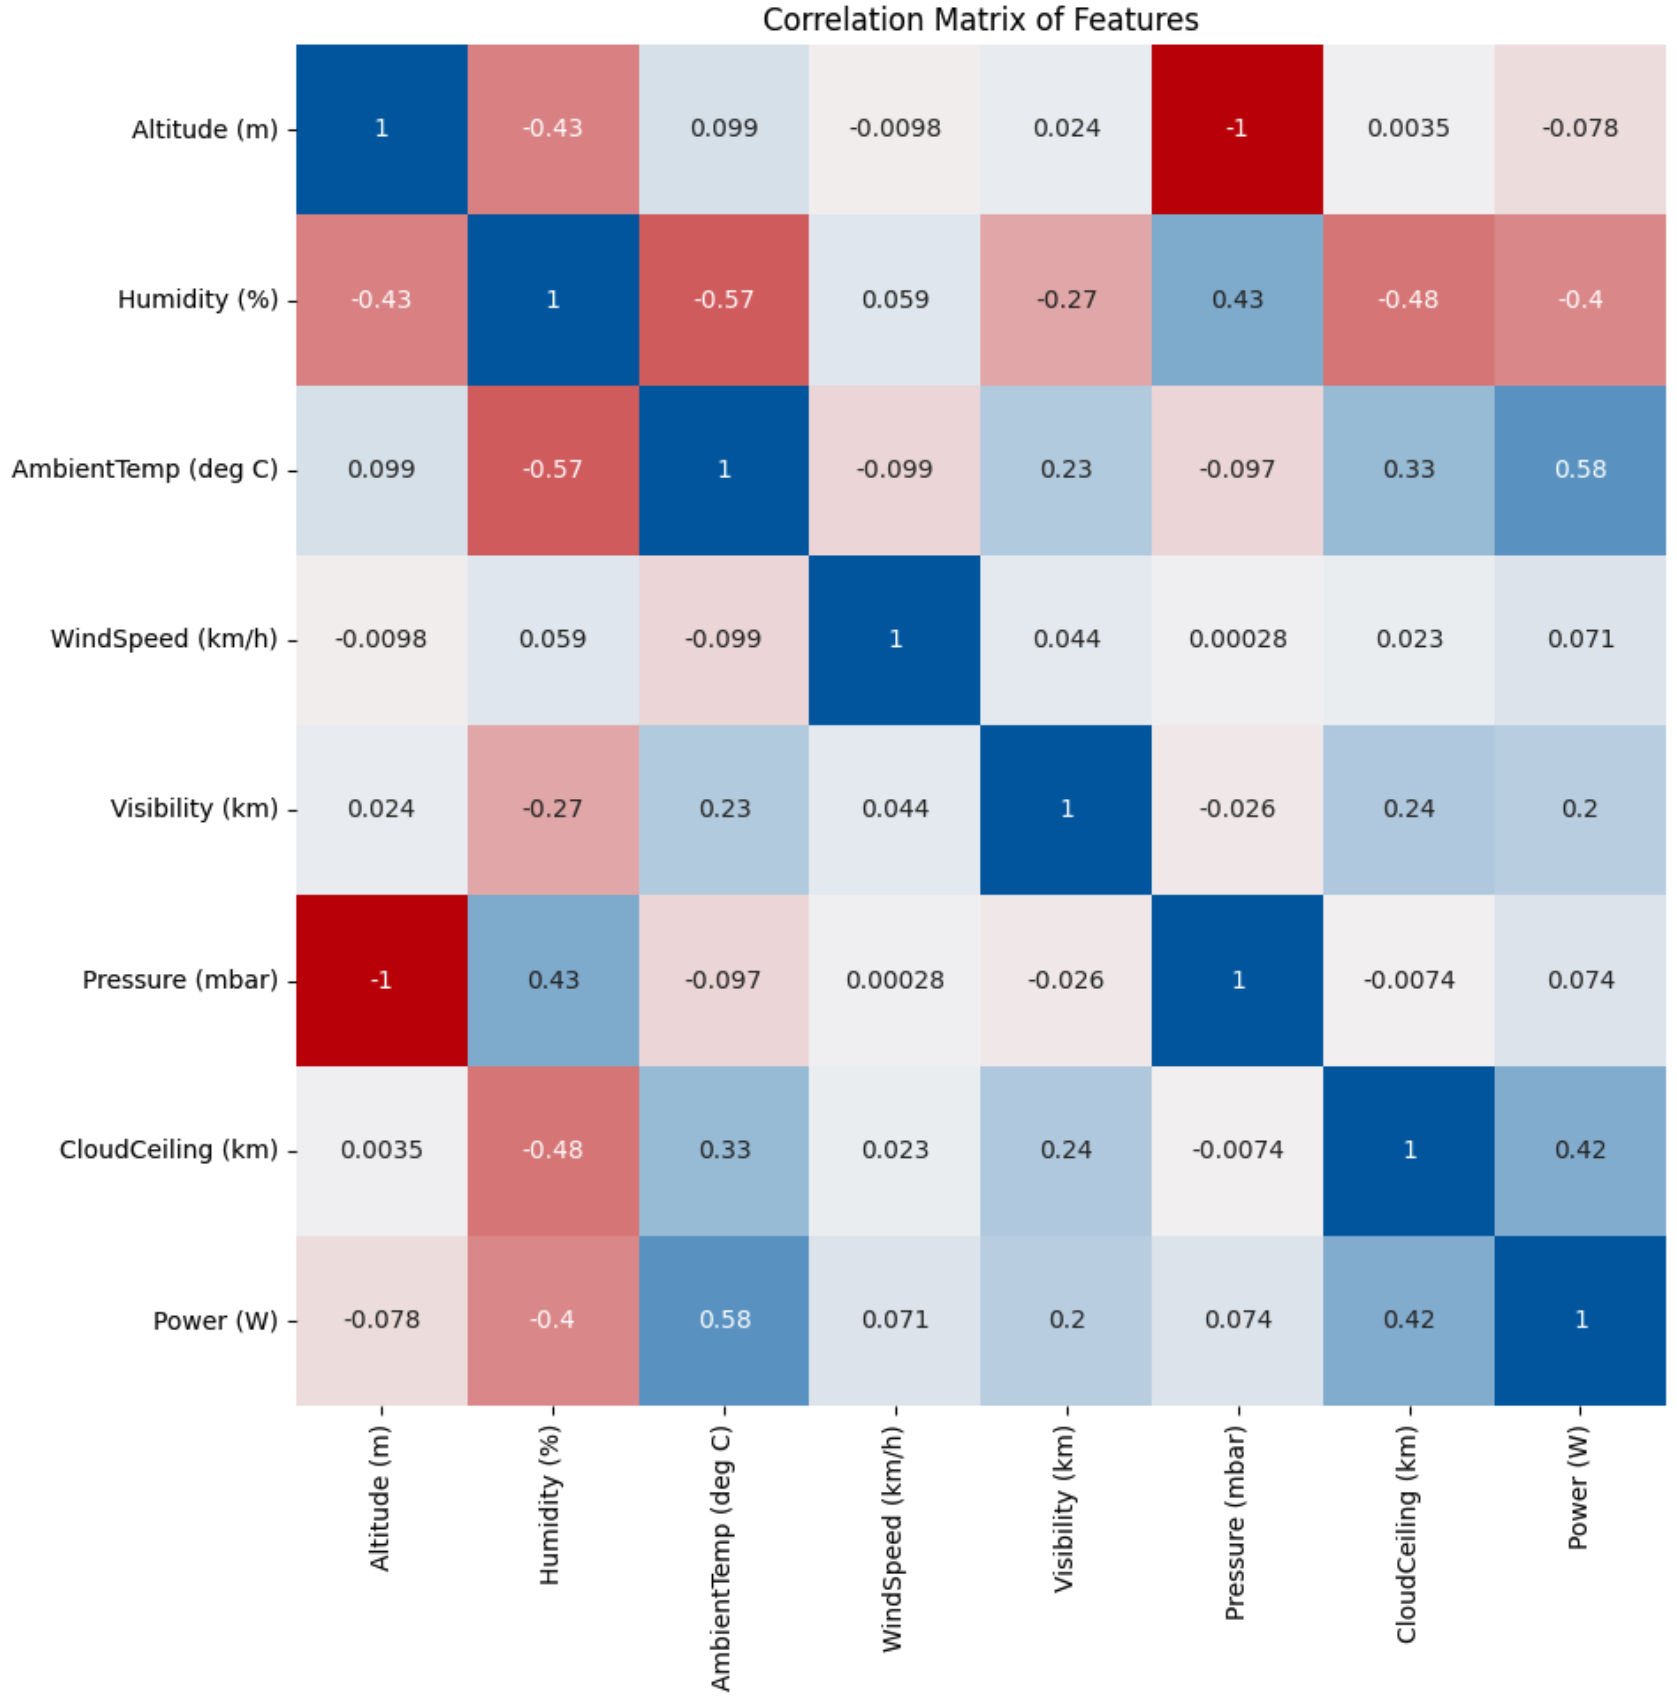 Correlation Matrix of Features
Altitude (m) 1 -0.43 0.099 -0.0098 0.024 -1 0.0035 -0.078
Humidity (%) -0.43 1 -0.57 0.059 -0.27 0.43 -0.48 -0.4
AmbientTemp (deg C) 0.099 -0.57 1 -0.099 0.23 -0.097 0.33 0.58
WindSpeed (km/h) -0.0098 0.059 -0.099 1 0.044 0.00028 0.023 0.071
Visibility (km) 0.024 -0.27 0.23 0.044 1 -0.026 0.24 0.2
Pressure (mbar) -1 0.43 -0.097 0.00028 -0.026 1 -0.0074 0.074
CloudCeiling (km) 0.0035 -0.48 0.33 0.023 0.24 -0.0074 1 0.42
Power (W) -0.078 -0.4 0.58 0.071 0.2 0.074 0.42 1
Altitude (m)
Humidity (%)
AmbientTemp (deg C)
WindSpeed (km/h)
Visibility (km)
Pressure (mbar)
CloudCeiling (km)
Power (W)